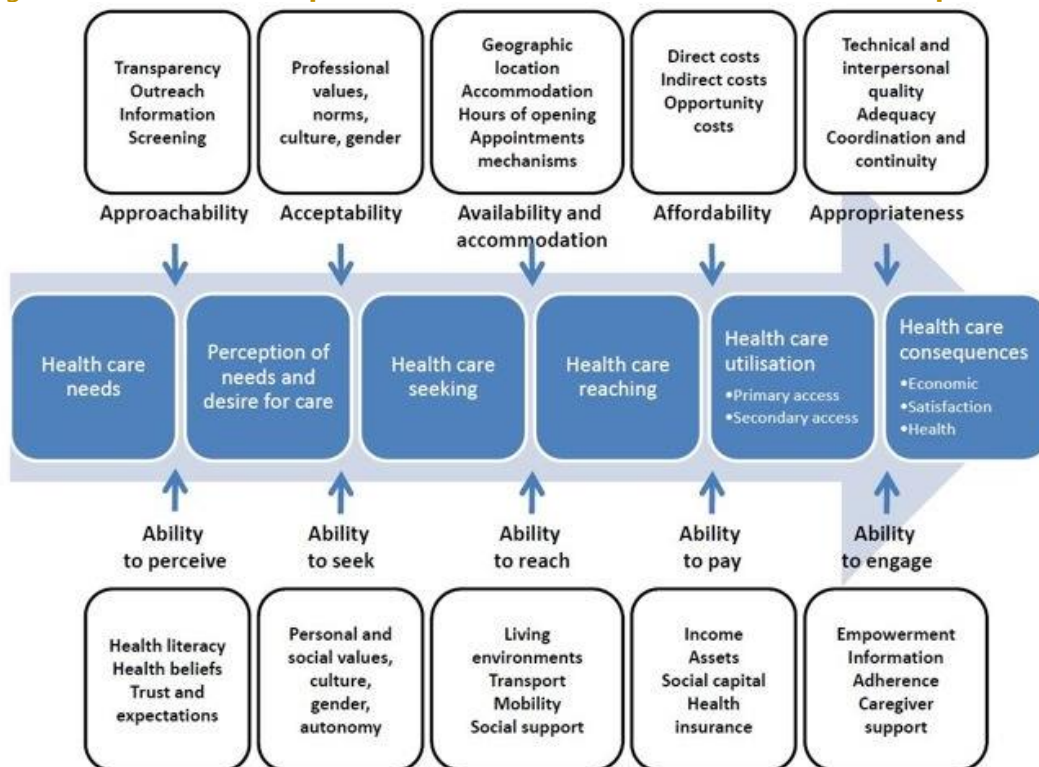 Transparency
Outreach
Information
Screening
Professional
values,
norms,
culture, gender
Geographic
location
Accommodation
Hours of opening
Appointments
mechanisms
Direct costs
Indirect costs
Opportunity
costs
Technical and
interpersonal
quality
Adequacy
Coordination and
continuity
Approachability
Acceptability
Availability and
accommodation
Affordability
Appropriateness
Health care
needs
Perception of
needs and
desire for care
Health care
seeking
Health care
reaching
Health care
utilisation
•Primary access
•Secondary access
Health care
consequences
•Economic
•Satisfaction
•Health
Ability
to perceive
Ability
to seek
Ability
to reach
Ability
to pay
Ability
to engage
Health literacy
Health beliefs
Trust and
expectations
Personal and
social values,
culture,
gender,
autonomy
Living
environments
Transport
Mobility
Social support
Income
Assets
Social capital
Health
insurance
Empowerment
Information
Adherence
Caregiver
support